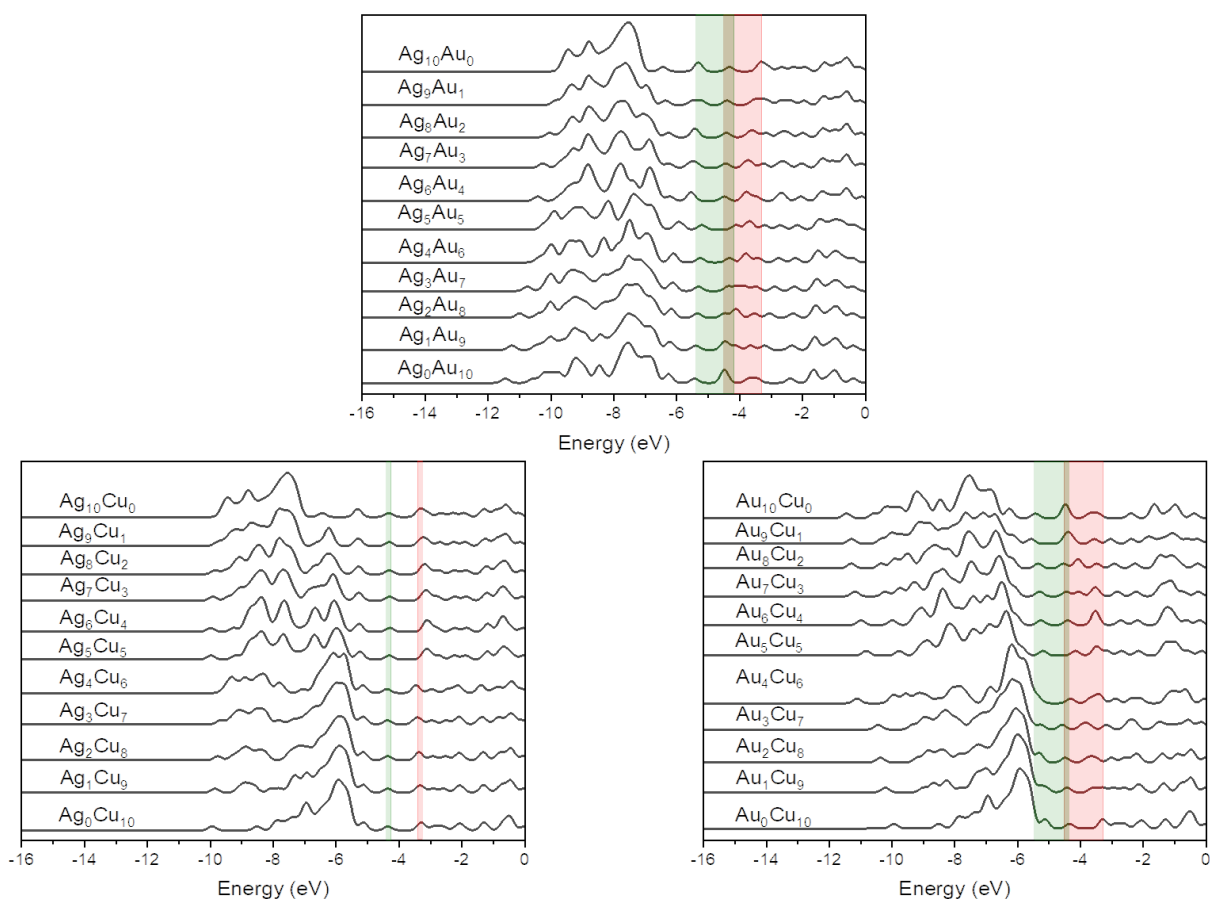 Ag₁₀Au₀
Ag₉Au₁
Ag₈Au₂
Ag₇Au₃
Ag₆Au₄
Ag₅Au₅
Ag₄Au₆
Ag₃Au₇
Ag₂Au₈
Ag₁Au₉
Ag₀Au₁₀
-16 -14 -12 -10 -8 -6 -4 -2 0
Energy (eV)
Ag₁₀Cu₀
Ag₉Cu₁
Ag₈Cu₂
Ag₇Cu₃
Ag₆Cu₄
Ag₅Cu₅
Ag₄Cu₆
Ag₃Cu₇
Ag₂Cu₈
Ag₁Cu₉
Ag₀Cu₁₀
-16 -14 -12 -10 -8 -6 -4 -2 0
Energy (eV)
Au₁₀Cu₀
Au₉Cu₁
Au₈Cu₂
Au₇Cu₃
Au₆Cu₄
Au₅Cu₅
Au₄Cu₆
Au₃Cu₇
Au₂Cu₈
Au₁Cu₉
Au₀Cu₁₀
-16 -14 -12 -10 -8 -6 -4 -2 0
Energy (eV)